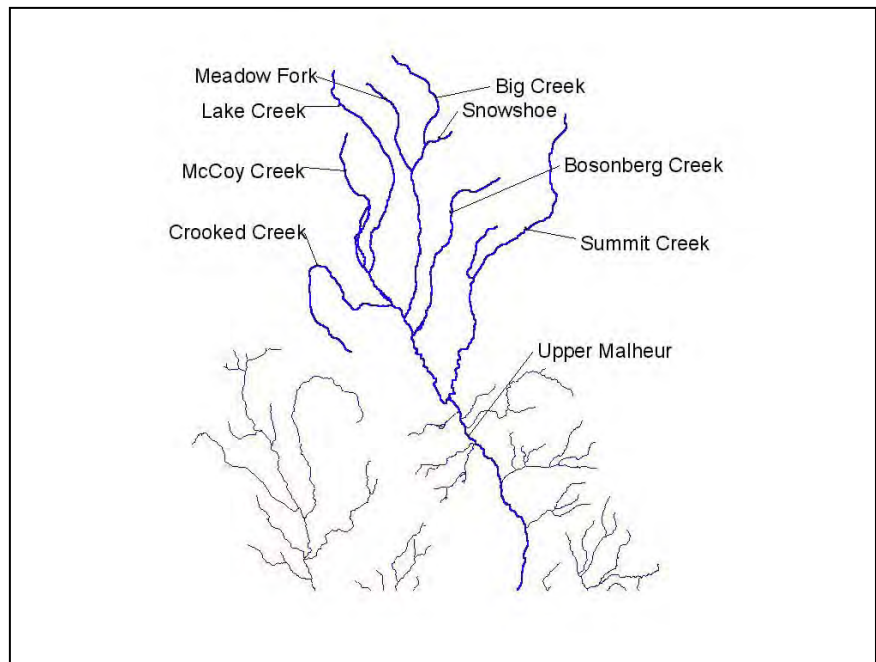 Meadow Fork
Big Creek
Lake Creek
Snowshoe
McCoy Creek
Bosonberg Creek
Crooked Creek
Summit Creek
Upper Malheur